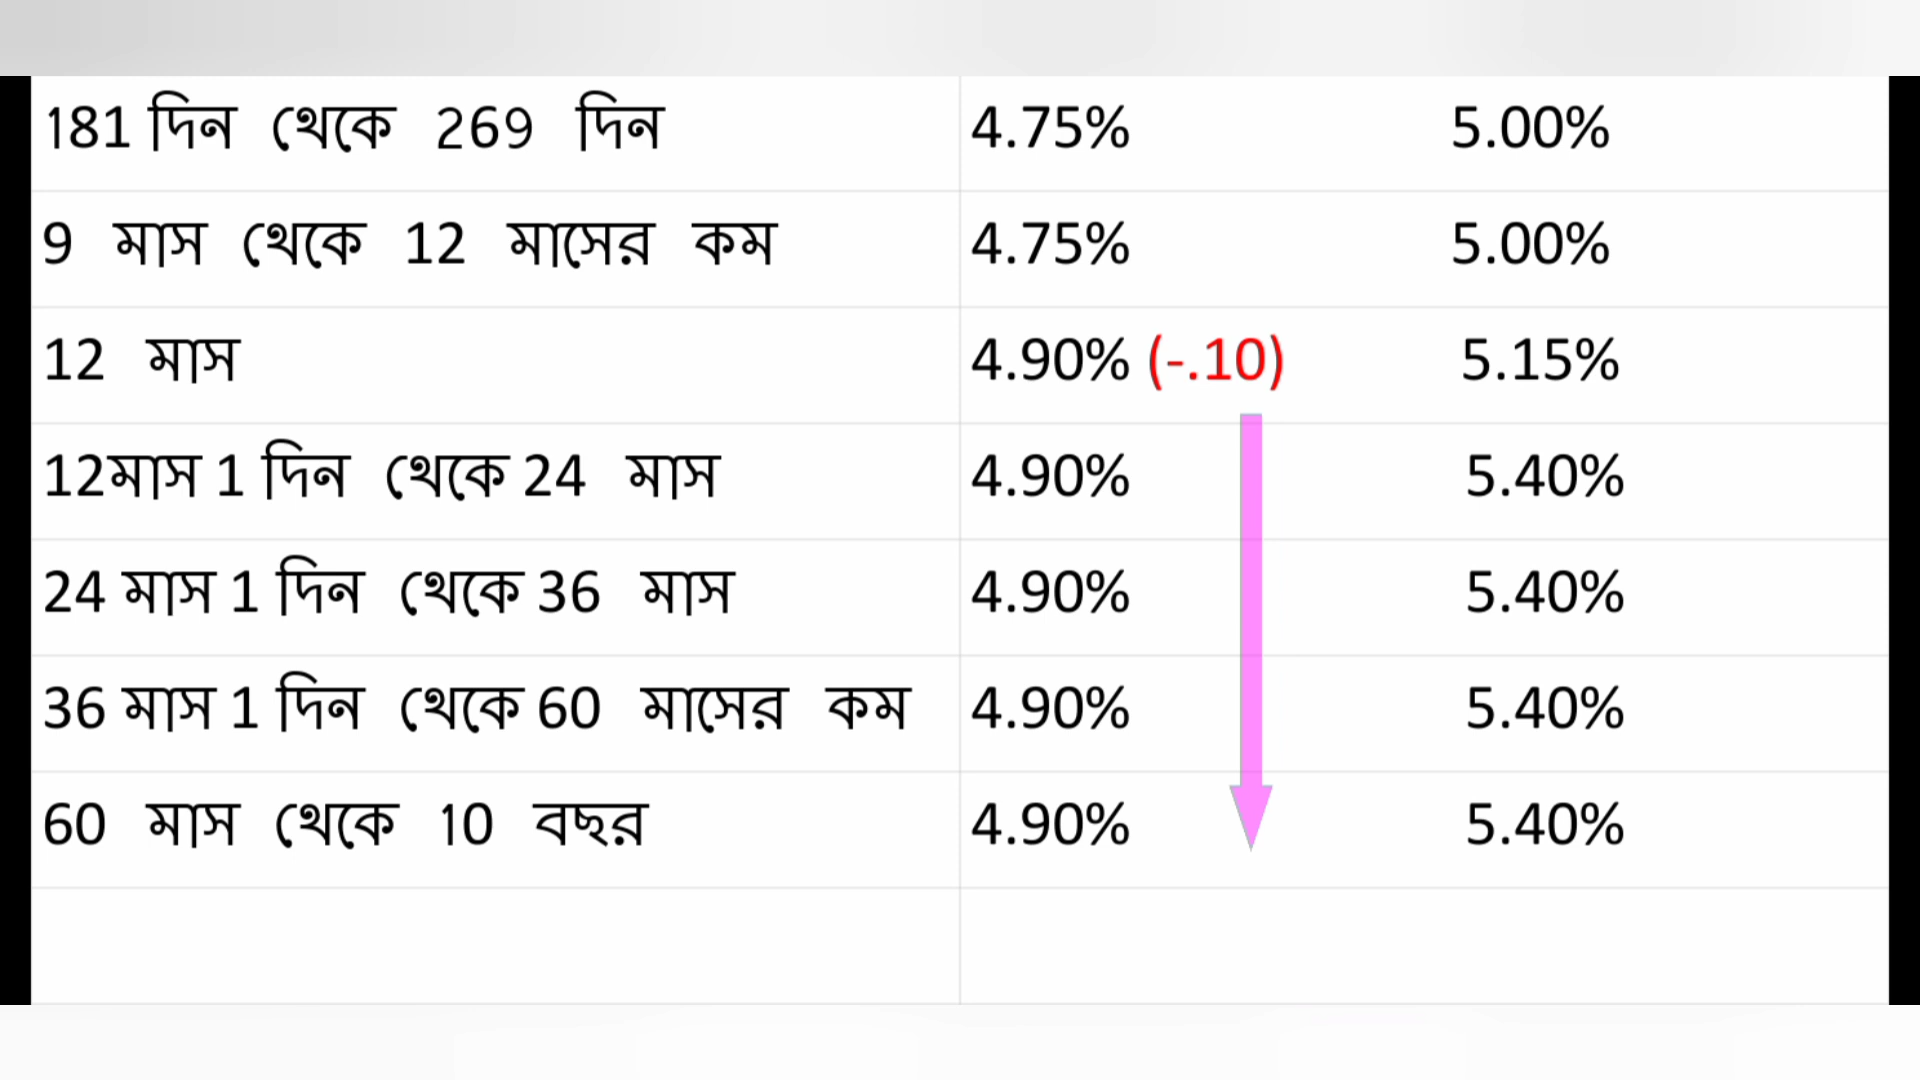 181 দিন থেকে 269 দিন 4.75% 5.00%
9 মাস থেকে 12 মাসের কম 4.75% 5.00%
12 মাস 4.90% (-.10) 5.15%
12মাস 1 দিন থেকে 24 মাস 4.90% 5.40%
24 মাস 1 দিন থেকে 36 মাস 4.90% 5.40%
36 মাস 1 দিন থেকে 60 মাসের কম 4.90% 5.40%
60 মাস থেকে 10 বছর 4.90% 5.40%